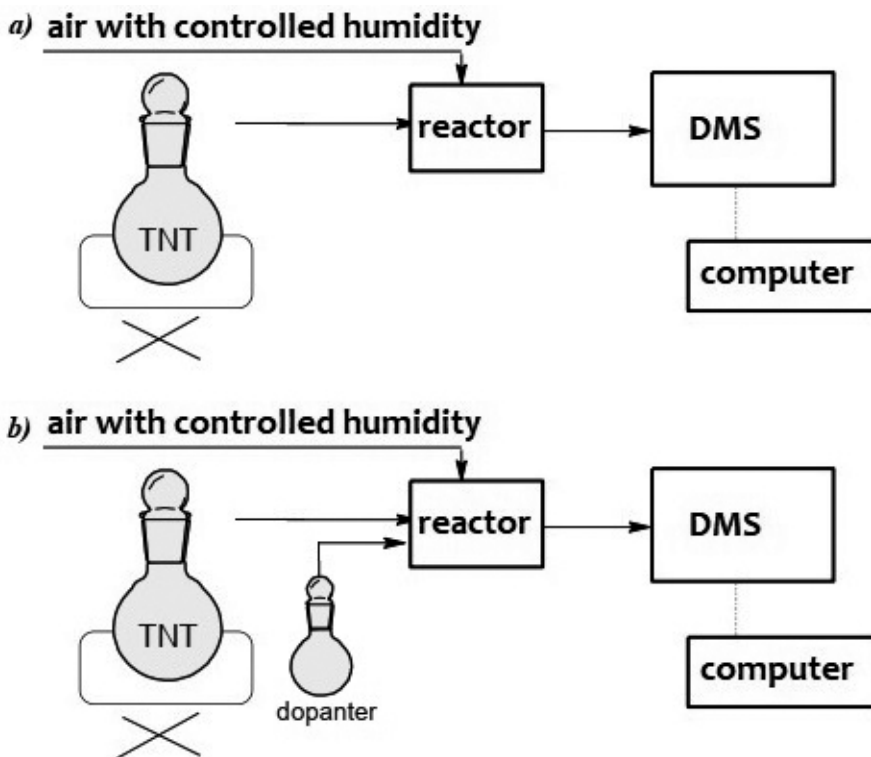 a) air with controlled humidity
TNT
reactor
DMS
computer
b) air with controlled humidity
TNT
dopanter
reactor
DMS
computer